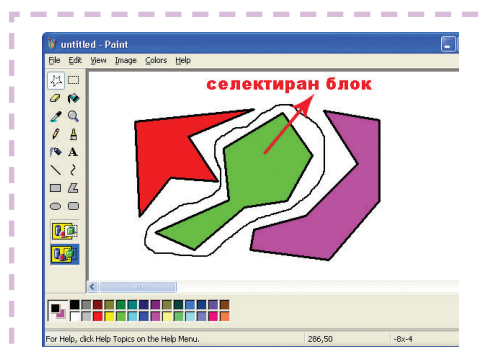 untitled - Paint
File Edit View Image Colors Help
селектиран блок
A
For Help, click Help Topics on the Help Menu.
286,50
-8x-4